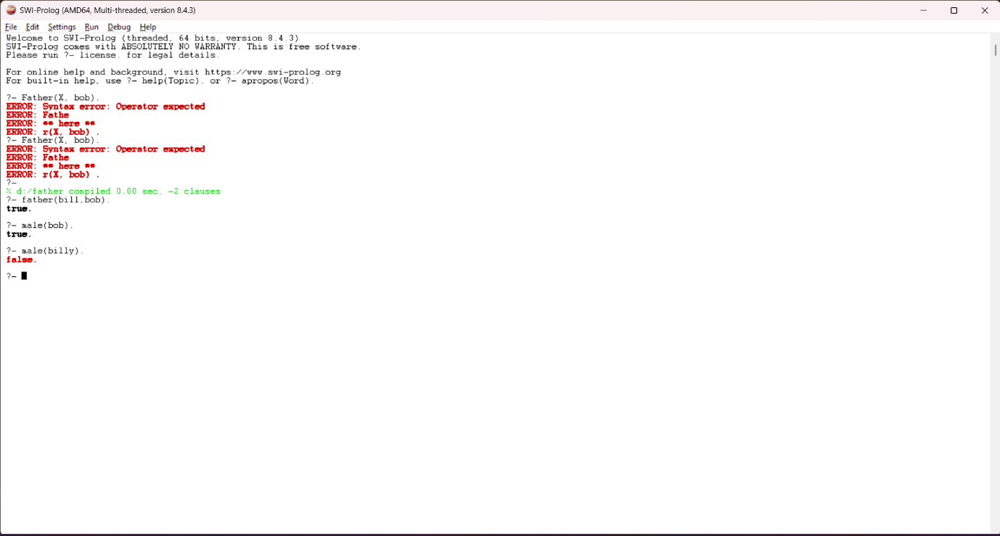 SWI-Prolog (AMD64, Multi-threaded, version 8.4.3)
File Edit Settings Run Debug Help
Welcome to SWI-Prolog (threaded, 64 bits, version 8.4.3)
SWI-Prolog comes with ABSOLUTELY NO WARRANTY. This is free software.
Please run ?- license. for legal details.
For online help and background, visit https://www.swi-prolog.org
For built-in help, use ?- help(Topic). or ?- apropos(Word).
?- Father(X, bob).
ERROR: Syntax error: Operator expected
ERROR: Fathe
ERROR: ** here **
ERROR: r(X, bob) .
?- Father(X, bob).
ERROR: Syntax error: Operator expected
ERROR: Fathe
ERROR: ** here **
ERROR: r(X, bob) .
?-
% d:/father compiled 0.00 sec, -2 clauses
?- father(bill,bob).
true.
?- male(bob).
true.
?- male(billy).
false.
?-